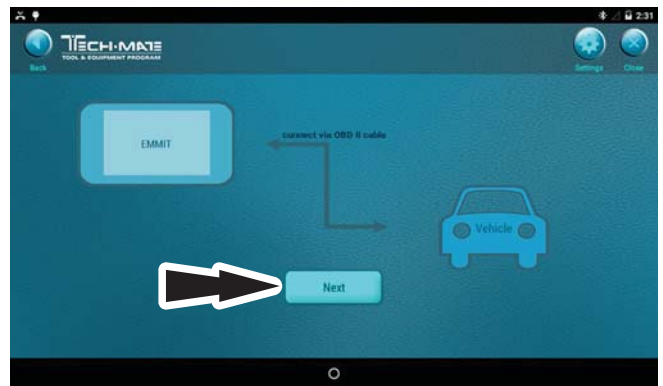 2:31
TECH-MATE
TOOL & EQUIPMENT PROGRAM
Back
Settings
Close
connect via OBD II cable
EMMIT
Vehicle
Next